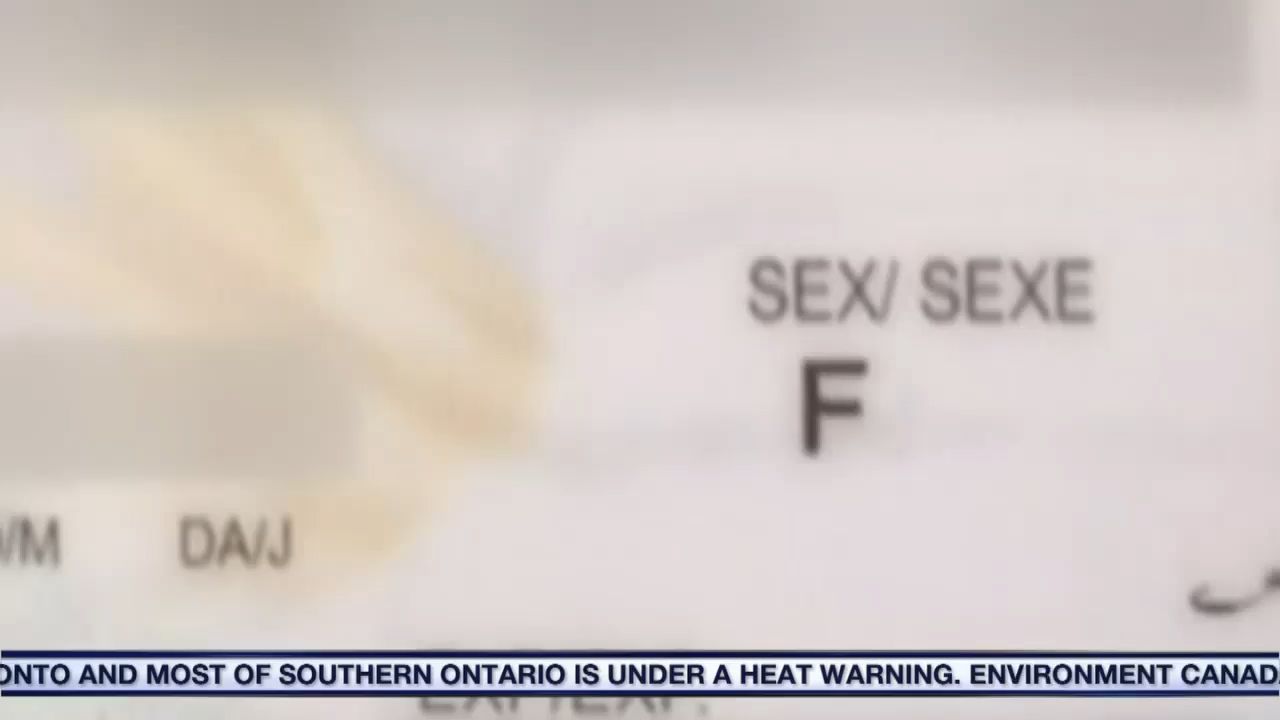 SEX/ SEXE
F
/M DA/J
ONTO AND MOST OF SOUTHERN ONTARIO IS UNDER A HEAT WARNING. ENVIRONMENT CANAD